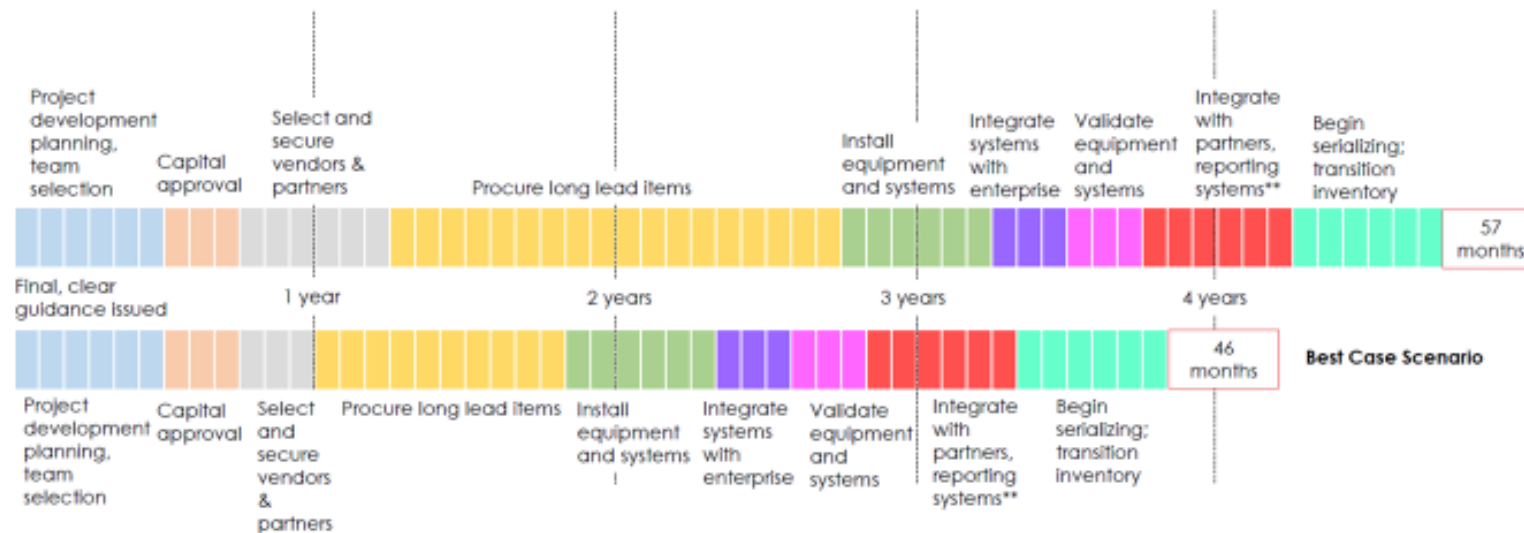 Project
development
planning,
team
selection
Capital
approval
Select and
secure
vendors &
partners
Procure long lead items
Install
equipment
and systems
Integrate
systems
with
enterprise
Validate
equipment
and
systems
Integrate
with
partners,
reporting
systems**
Begin
serializing;
transition
inventory
57
months
Final, clear
guidance issued
1 year
2 years
3 years
4 years
46
months
Best Case Scenario
Project
development
planning,
team
selection
Capital
approval
Select
and
secure
vendors
&
partners
Procure long lead items
Install
equipment
and systems
Integrate
systems
with
enterprise
Validate
equipment
and
systems
Integrate
with
partners,
reporting
systems**
Begin
serializing;
transition
inventory